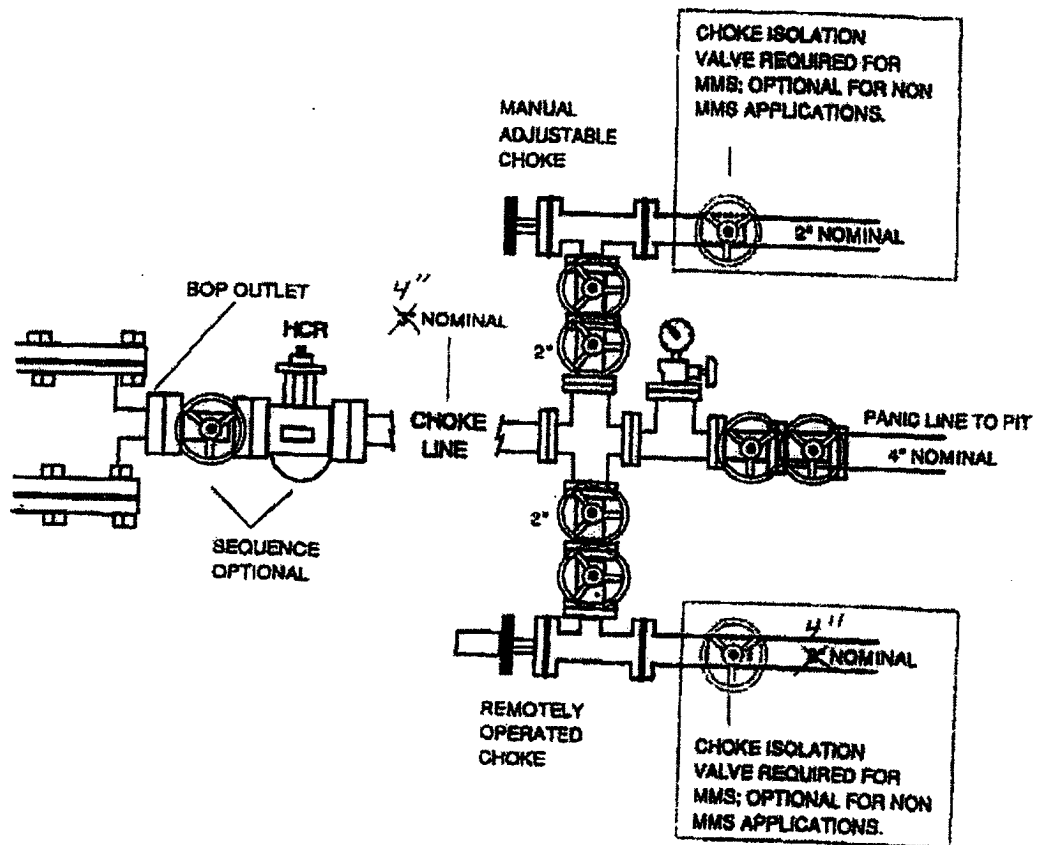 CHOKE ISOLATION
VALVE REQUIRED FOR
MMS; OPTIONAL FOR NON
MMS APPLICATIONS.
MANUAL
ADJUSTABLE
CHOKE
2" NOMINAL
BOP OUTLET
HCR
4"
NOMINAL
2"
CHOKE
LINE
PANIC LINE TO PIT
4" NOMINAL
2"
SEQUENCE
OPTIONAL
4"
NOMINAL
REMOTELY
OPERATED
CHOKE
CHOKE ISOLATION
VALVE REQUIRED FOR
MMS; OPTIONAL FOR NON
MMS APPLICATIONS.